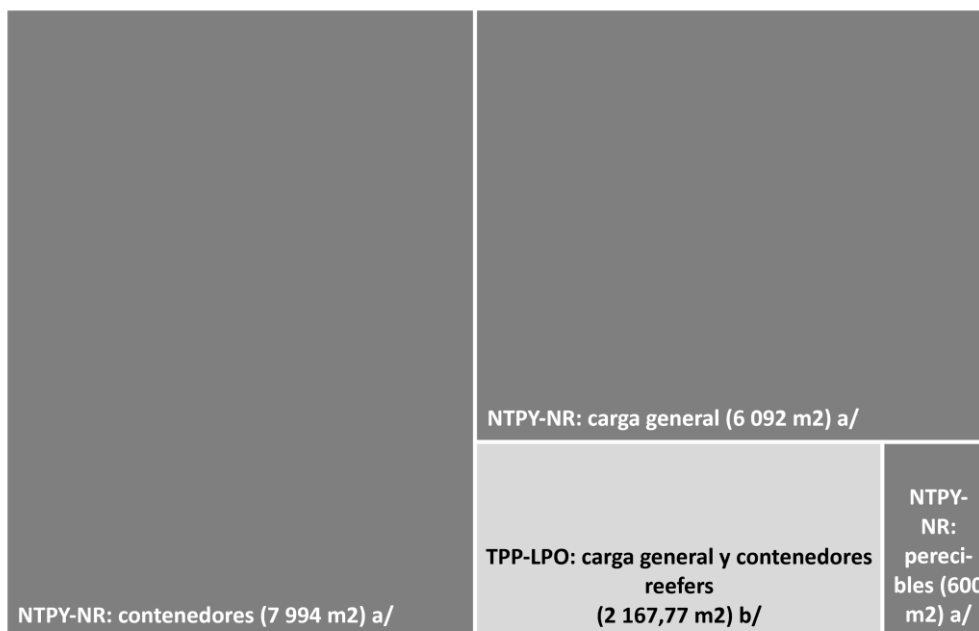 NTPY-NR: contenedores (7 994 m2) a/
NTPY-NR: carga general (6 092 m2) a/
TPP-LPO: carga general y contenedores
reefers
(2 167,77 m2) b/
NTPY-
NR:
pereci-
bles (600
m2) a/